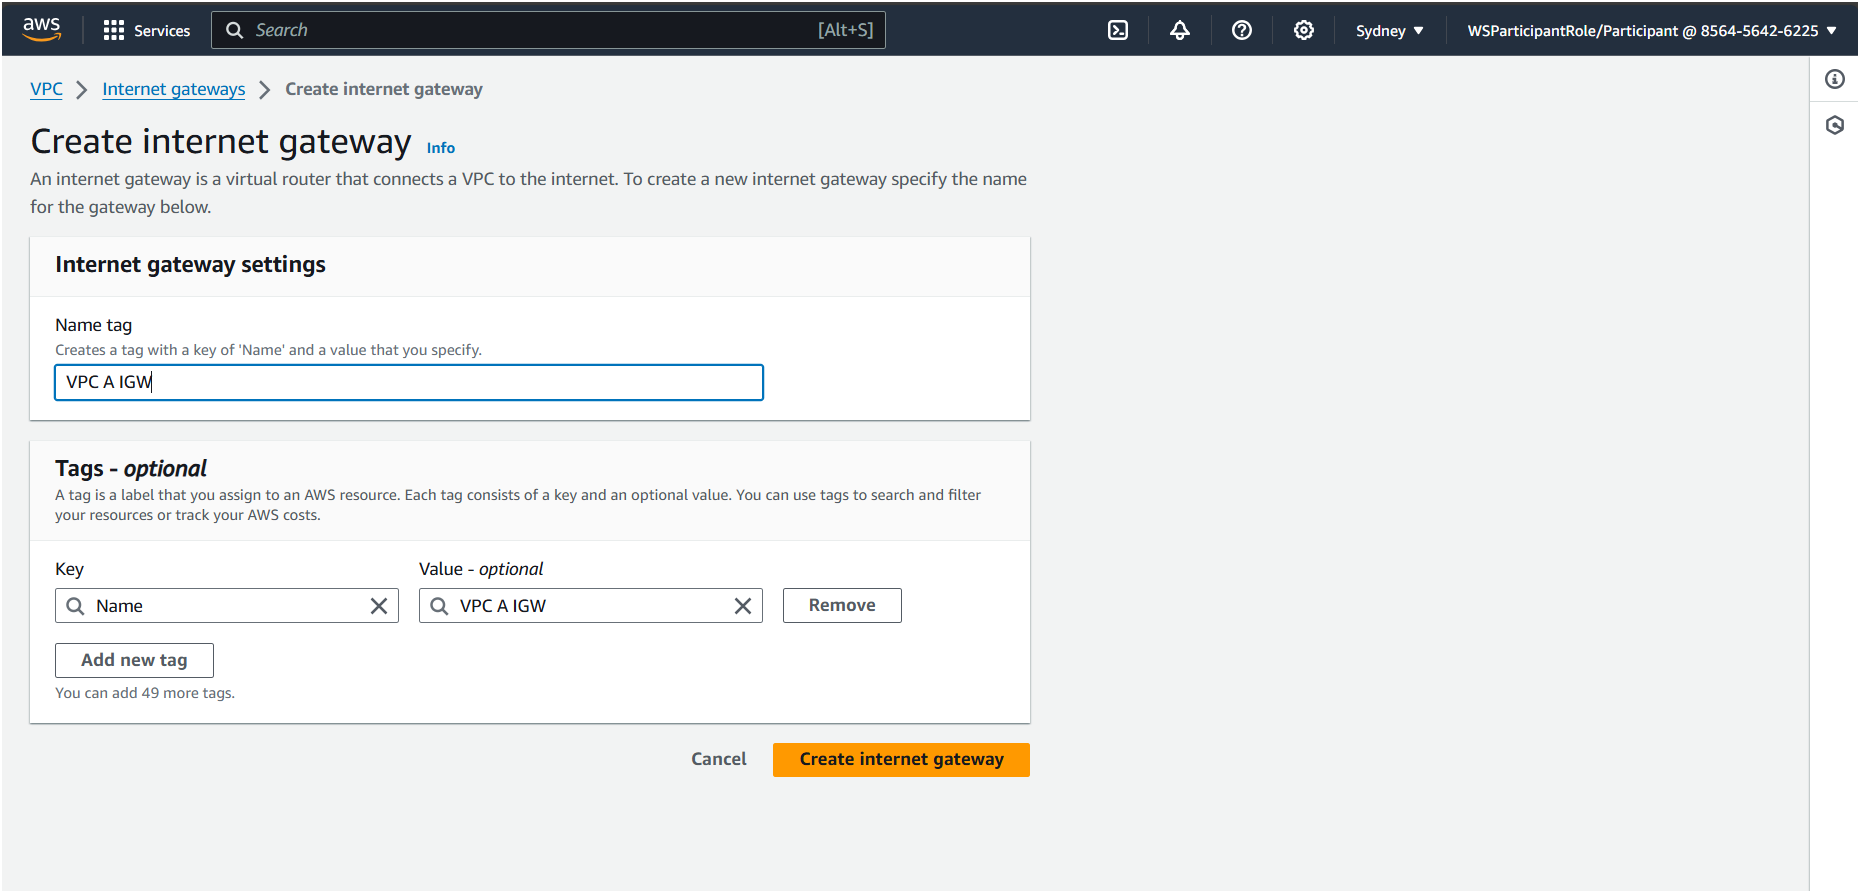 aws
Services
Search
[Alt+S]
Sydney
WSParticipantRole/Participant @ 8564-5642-6225
VPC
Internet gateways
Create internet gateway
Create internet gateway
Info
An internet gateway is a virtual router that connects a VPC to the internet. To create a new internet gateway specify the name
for the gateway below.
Internet gateway settings
Name tag
Creates a tag with a key of 'Name' and a value that you specify.
VPC A IGW
Tags - optional
A tag is a label that you assign to an AWS resource. Each tag consists of a key and an optional value. You can use tags to search and filter
your resources or track your AWS costs.
Key
Value - optional
Name
VPC A IGW
Remove
Add new tag
You can add 49 more tags.
Cancel
Create internet gateway